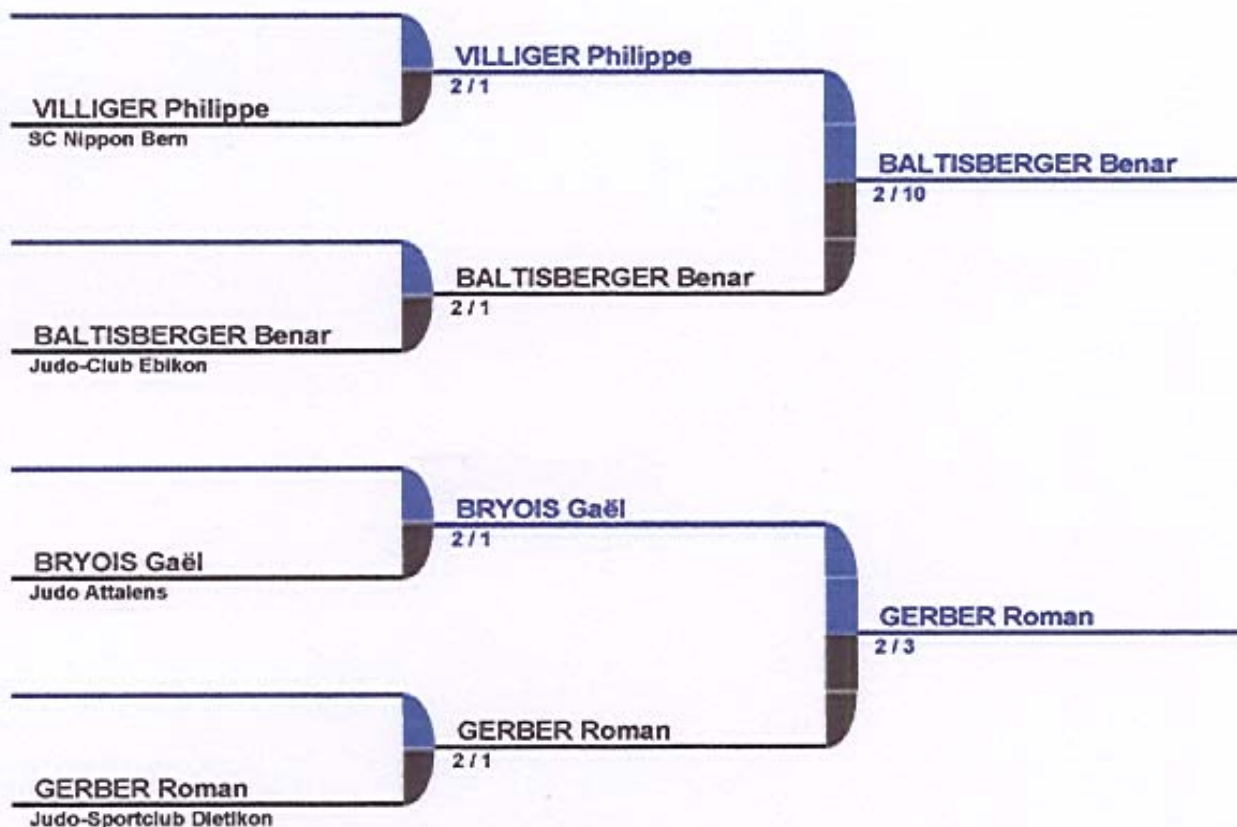 VILLIGER Philippe
2 / 1
VILLIGER Philippe
SC Nippon Bern
BALTISBERGER Benar
2 / 10
BALTISBERGER Benar
2 / 1
BALTISBERGER Benar
Judo-Club Ebikon
BRYOIS Gaël
2 / 1
BRYOIS Gaël
Judo Attalens
GERBER Roman
2 / 3
GERBER Roman
2 / 1
GERBER Roman
Judo-Sportclub Dietikon